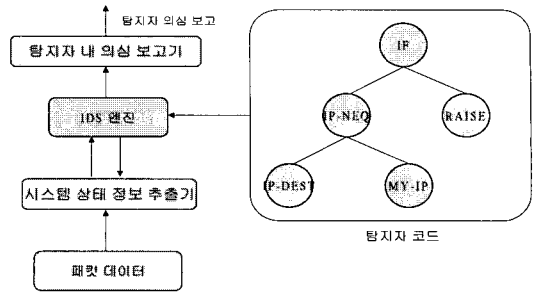 탐지자 의심 보고
탐지자 내 의심 보고기
IDS 엔진
시스템 상태 정보 추출기
패킷 데이터
IF
IP-NEQ
RAISE
IP-DEST
MY-IP
탐지자 코드